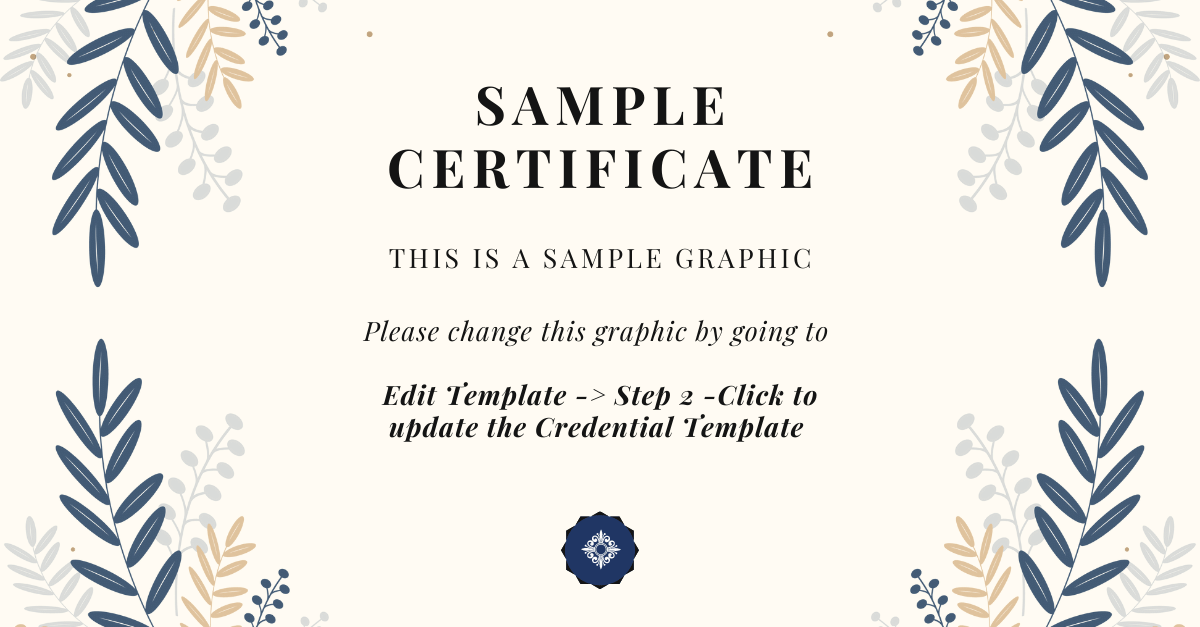 SAMPLE
CERTIFICATE
THIS IS A SAMPLE GRAPHIC
Please change this graphic by going to
Edit Template -> Step 2 -Click to
update the Credential Template